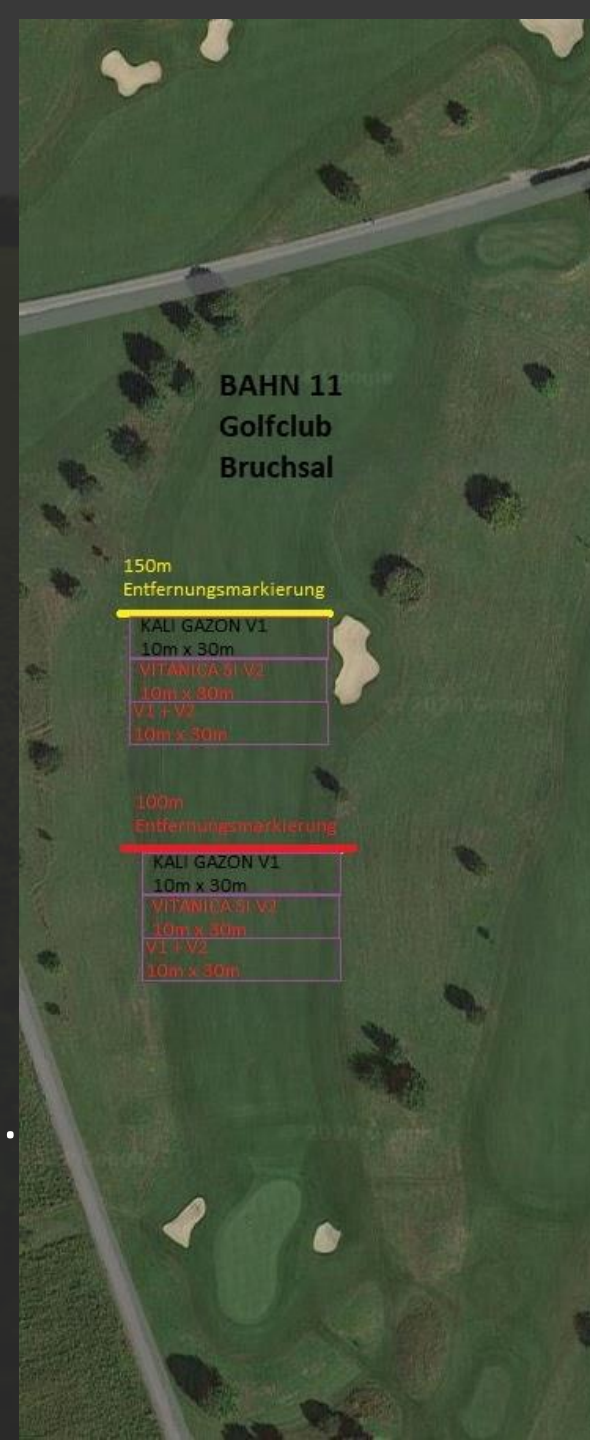 BAHN 11
Golfclub
Bruchsal
150m
Entfernungsmarkierung
KALI GAZON V1
10m x 30m
VITANICA SI V2
10m x 30m
V1 + V2
10m x 30m
100m
Entfernungsmarkierung
KALI GAZON V1
10m x 30m
VITANICA SI V2
10m x 30m
V1 + V2
10m x 30m